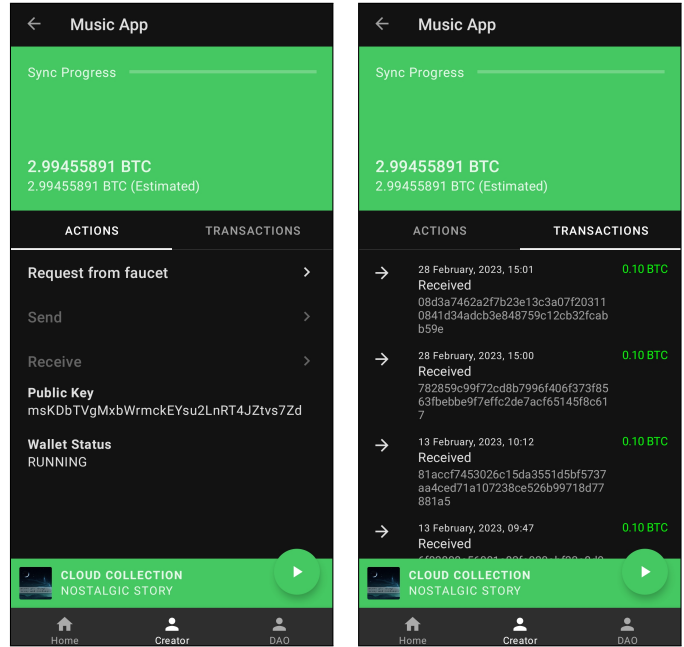 Music App
Sync Progress
2.99455891 BTC
2.99455891 BTC (Estimated)
ACTIONS
TRANSACTIONS
Request from faucet
Send
Receive
Public Key
msKDbTVgMxbWrmckEYsu2LnRT4JZtvs7Zd
Wallet Status
RUNNING
CLOUD COLLECTION
NOSTALGIC STORY
Home
Creator
DAO
Music App
Sync Progress
2.99455891 BTC
2.99455891 BTC (Estimated)
ACTIONS
TRANSACTIONS
28 February, 2023, 15:01
0.10 BTC
Received
08d3a7462a2f7b23e13c3a07f20311
0841d34adcb3e848759c12cb32fcab
b59e
28 February, 2023, 15:00
0.10 BTC
Received
782859c99f72cd8b7996f406f373f85
63fbebbe9f7effc2de7acf65145f8c61
7
13 February, 2023, 10:12
0.10 BTC
Received
81accf7453026c15da3551d5bf5737
aa4ced71a107238ce526b99718d77
881a5
13 February, 2023, 09:47
0.10 BTC
Received
CLOUD COLLECTION
NOSTALGIC STORY
Home
Creator
DAO